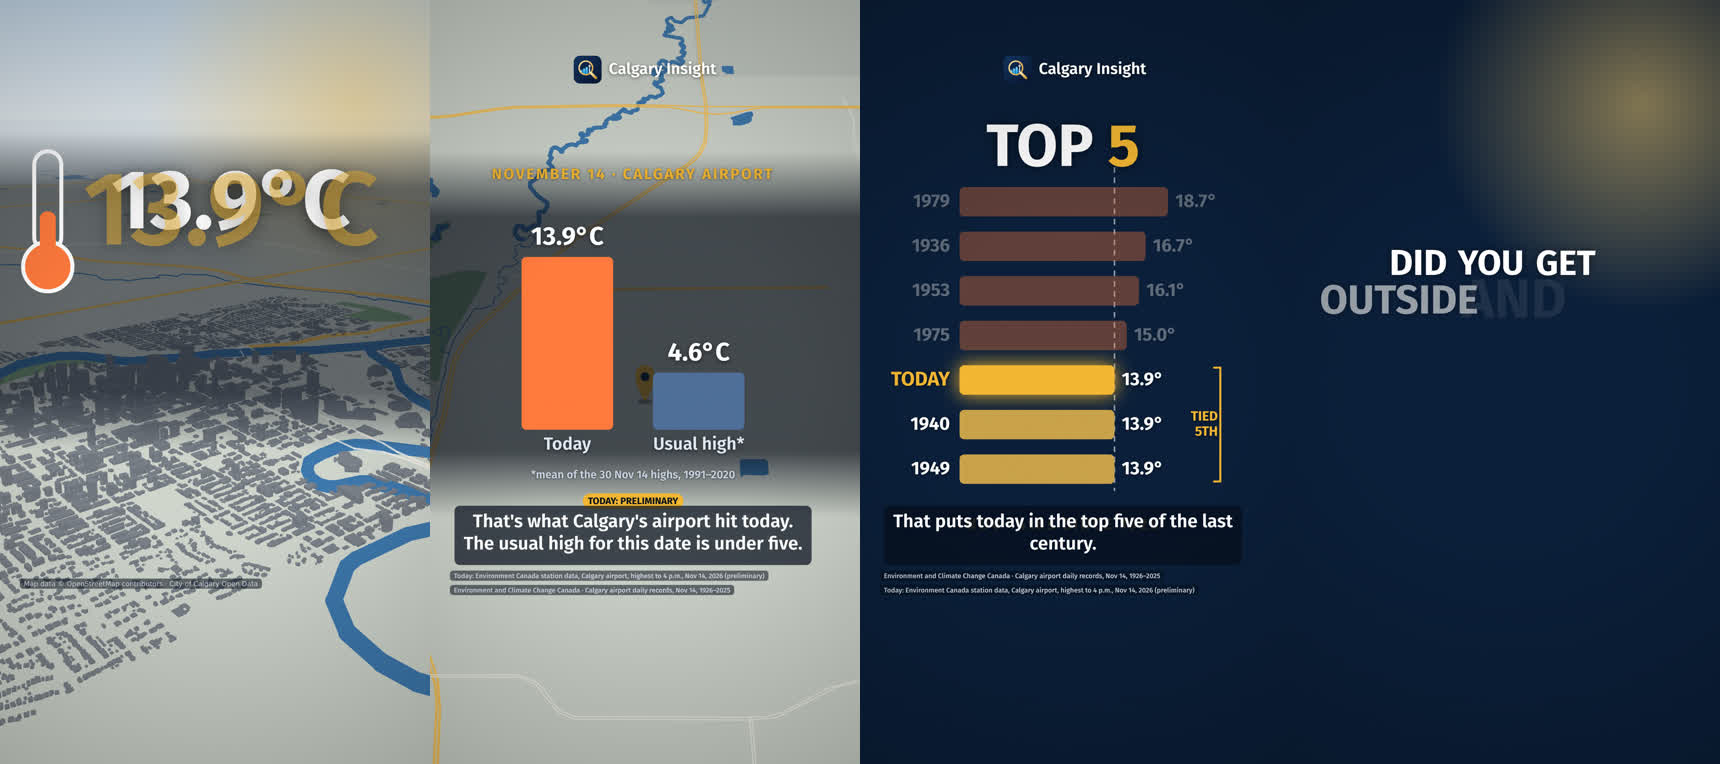 13.9°C
13.9°C
Map data © OpenStreetMap contributors · City of Calgary Open Data
Calgary Insight
NOVEMBER 14 · CALGARY AIRPORT
13.9°C
4.6°C
Today
Usual high*
*mean of the 30 Nov 14 highs, 1991–2020
TODAY: PRELIMINARY
That's what Calgary's airport hit today.
The usual high for this date is under five.
Today: Environment Canada station data, Calgary airport, highest to 4 p.m., Nov 14, 2026 (preliminary)
Environment and Climate Change Canada · Calgary airport daily records, Nov 14, 1926–2025
Calgary Insight
TOP 5
1979 18.7°
1936 16.7°
1953 16.1°
1975 15.0°
TODAY 13.9°
1940 13.9°
1949 13.9°
TIED
5TH
That puts today in the top five of the last
century.
Environment and Climate Change Canada · Calgary airport daily records, Nov 14, 1926–2025
Today: Environment Canada station data, Calgary airport, highest to 4 p.m., Nov 14, 2026 (preliminary)
DID YOU GET
OUTSIDE AND